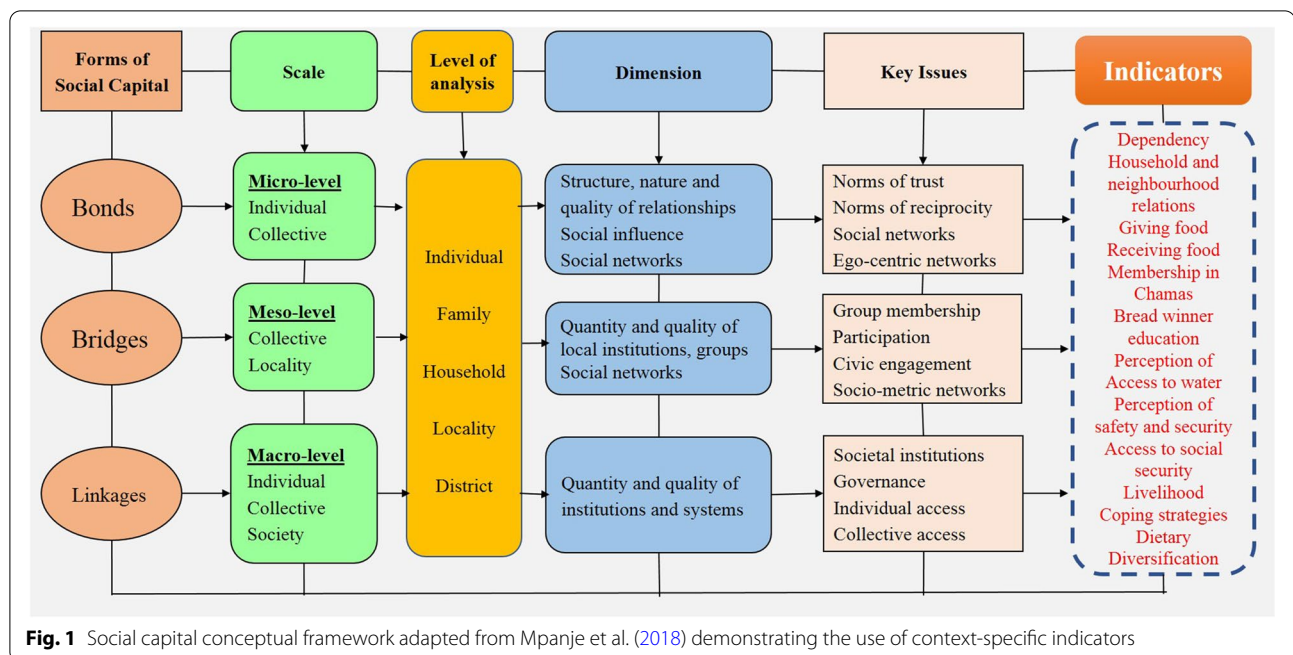 Forms of
Social Capital
Scale
Level of
analysis
Dimension
Key Issues
Indicators
Bonds
Micro-level
Individual
Collective
Bridges
Meso-level
Collective
Locality
Linkages
Macro-level
Individual
Collective
Society
Individual
Family
Household
Locality
District
Structure, nature and
quality of relationships
Social influence
Social networks
Quantity and quality of
local institutions, groups
Social networks
Quantity and quality of
institutions and systems
Norms of trust
Norms of reciprocity
Social networks
Ego-centric networks
Group membership
Participation
Civic engagement
Socio-metric networks
Societal institutions
Governance
Individual access
Collective access
Dependency
Household and
neighbourhood
relations
Giving food
Receiving food
Membership in
Chamas
Bread winner
education
Perception of
Access to water
Perception of
safety and security
Access to social
security
Livelihood
Coping strategies
Dietary
Diversification
Fig. 1 Social capital conceptual framework adapted from Mpanje et al. (2018) demonstrating the use of context-specific indicators